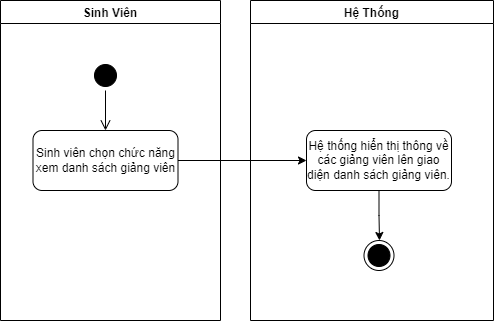 Sinh Viên
Hệ Thống
Sinh viên chọn chức năng
xem danh sách giảng viên
Hệ thống hiển thị thông về
các giảng viên lên giao
diện danh sách giảng viên.